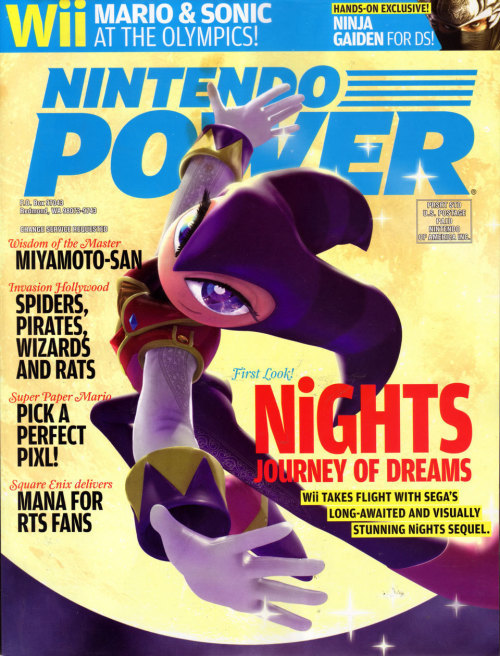 Wii MARIO & SONIC
AT THE OLYMPICS!
HANDS-ON EXCLUSIVE!
NINJA
GAIDEN FOR DS!
NINTENDO
POWER
®
P.O. Box 97043
Redmond, WA 98073-9743
CHANGE SERVICE REQUESTED
PRSRT STD
U.S. POSTAGE
PAID
NINTENDO
OF AMERICA INC.
Wisdom of the Master
MIYAMOTO-SAN
Invasion Hollywood
SPIDERS,
PIRATES,
WIZARDS
AND RATS
Super Paper Mario
PICK A
PERFECT
PIXL!
Square Enix delivers
MANA FOR
RTS FANS
First Look!
NiGHTS
JOURNEY OF DREAMS
Wii TAKES FLIGHT WITH SEGA'S
LONG-AWAITED AND VISUALLY
STUNNING NiGHTS SEQUEL.